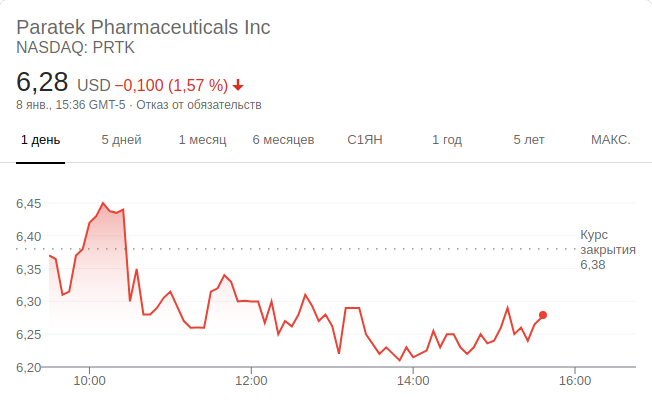 Paratek Pharmaceuticals Inc
NASDAQ: PRTK
6,28 USD −0,100 (1,57 %)
8 янв., 15:36 GMT-5 · Отказ от обязательств
1 день 5 дней 1 месяц 6 месяцев С1ЯН 1 год 5 лет МАКС.
6,45
6,40
6,35
6,30
6,25
6,20
Курс
закрытия
6,38
10:00 12:00 14:00 16:00